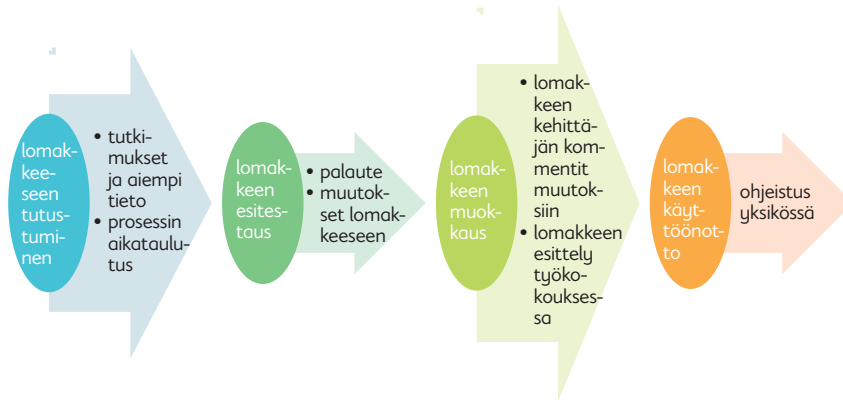 lomak-
kee-
seen
tutus-
tumi-
nen
• tutki-
mukset
ja aiempi
tieto
• prosessin
aikataulu-
tus
lomak-
keen
esites-
taus
• palaute
• muutok-
set lomak-
keeseen
lomak-
keen
muok-
kaus
• lomak-
keen
kehittä-
jän kom-
mentit
muutok-
siin
• lomakkeen
esittely
työko-
koukses-
sa
lomak-
keen
käyt-
töönot-
to
ohjeistus
yksikössä